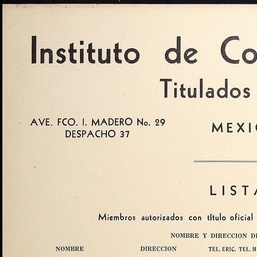 Instituto de Co
Titulados
AVE. FCO. I. MADERO No. 29
DESPACHO 37
MEXI
LISTA
Miembros autorizados con título oficial
NOMBRE Y DIRECCION D
NOMBRE DIRECCION TEL. ERIC. TEL. M